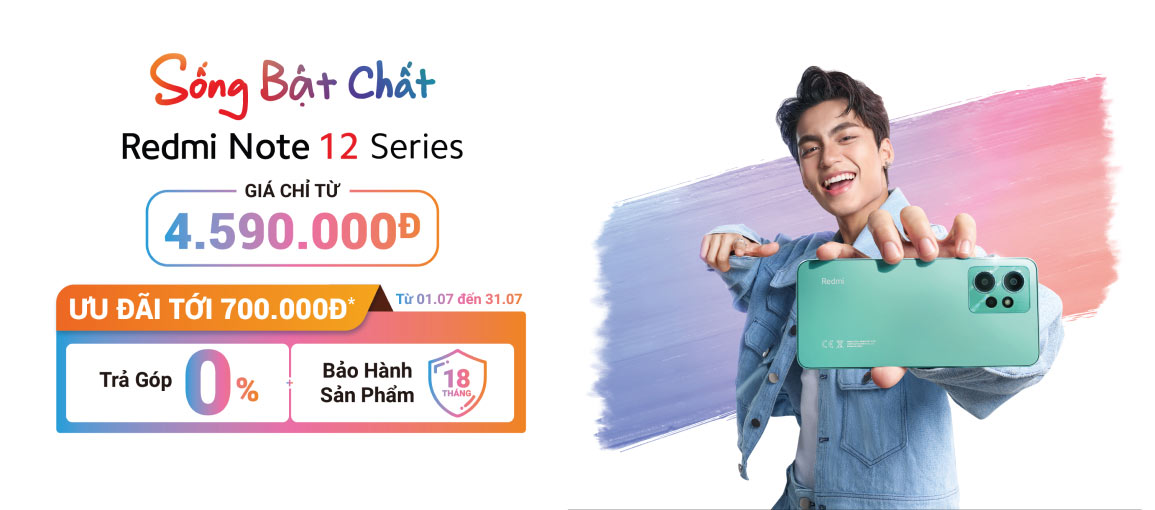 Sống Bật Chất
Redmi Note 12 Series
GIÁ CHỈ TỪ
4.590.000Đ
ƯU ĐÃI TỚI 700.000Đ*
Từ 01.07 đến 31.07
Trả Góp 0%
+
Bảo Hành
Sản Phẩm
18
THÁNG
Redmi
CE